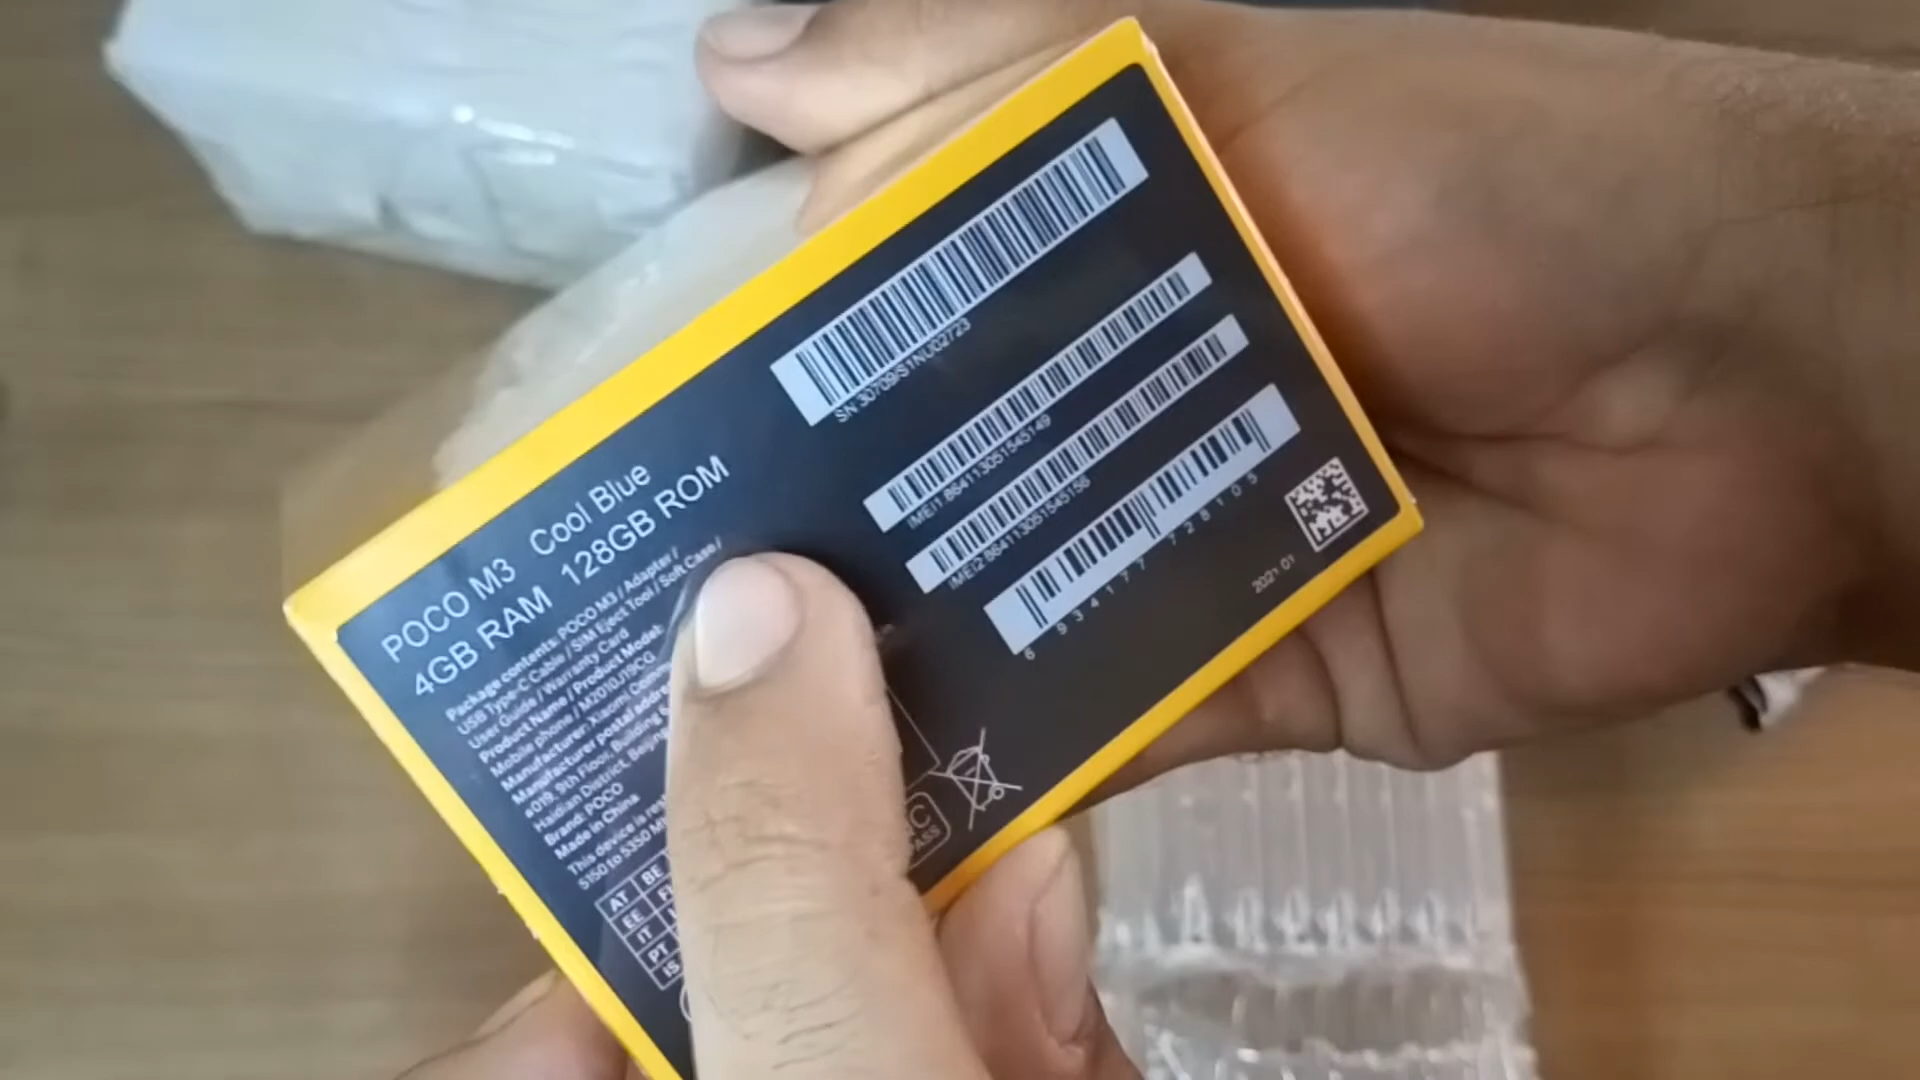 POCO M3 Cool Blue
4GB RAM 128GB ROM
Package contents: POCO M3 / Adapter /
USB Type-C Cable / SIM Eject Tool / Soft Case /
User Guide / Warranty Card
Product Name / Product Model:
Mobile phone / M2010J19CG
Manufacturer: Xiaomi
Manufacturer postal
#019, 9th Floor, Building
Haidian District, Beijing
Brand: POCO
Made in China
This device is
5150 to 5350
AT BE
EE
IT
PT
IS
SN 30709/S1NU02723
IMEI1 864113051545149
IMEI2 864113051545156
6 934177 728105
2021.01